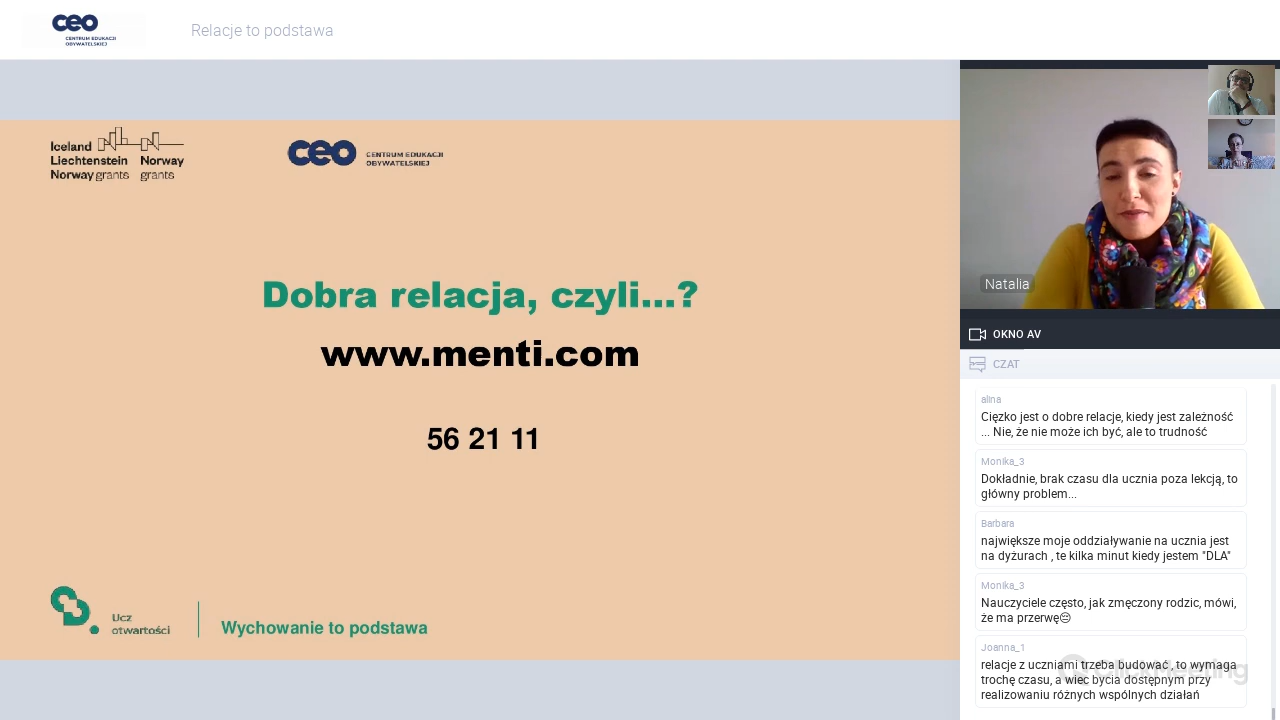 ceo
CENTRUM EDUKACJI
OBYWATELSKIEJ
Relacje to podstawa
Iceland
Liechtenstein
Norway grants
Norway
grants
ceo
CENTRUM EDUKACJI
OBYWATELSKIEJ
Dobra relacja, czyli...?
www.menti.com
56 21 11
Ucz
otwartości
Wychowanie to podstawa
Natalia
OKNO AV
CZAT
alina
Ciężko jest o dobre relacje, kiedy jest zależność
... Nie, że nie może ich być, ale to trudność
Monika_3
Dokładnie, brak czasu dla ucznia poza lekcją, to
główny problem...
Barbara
największe moje oddziaływanie na ucznia jest
na dyżurach , te kilka minut kiedy jestem "DLA"
Monika_3
Nauczyciele często, jak zmęczony rodzic, mówi,
że ma przerwę😔
Joanna_1
relacje z uczniami trzeba budować , to wymaga
trochę czasu, a wiec bycia dostępnym przy
realizowaniu różnych wspólnych działań
ClickMeeting